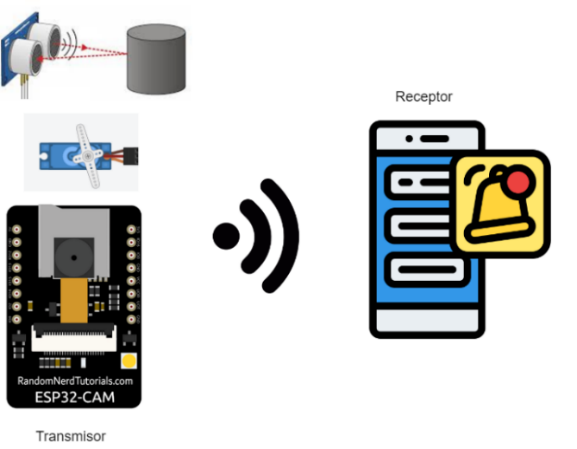 Receptor
RandomNerdTutorials.com
ESP32-CAM
Transmisor